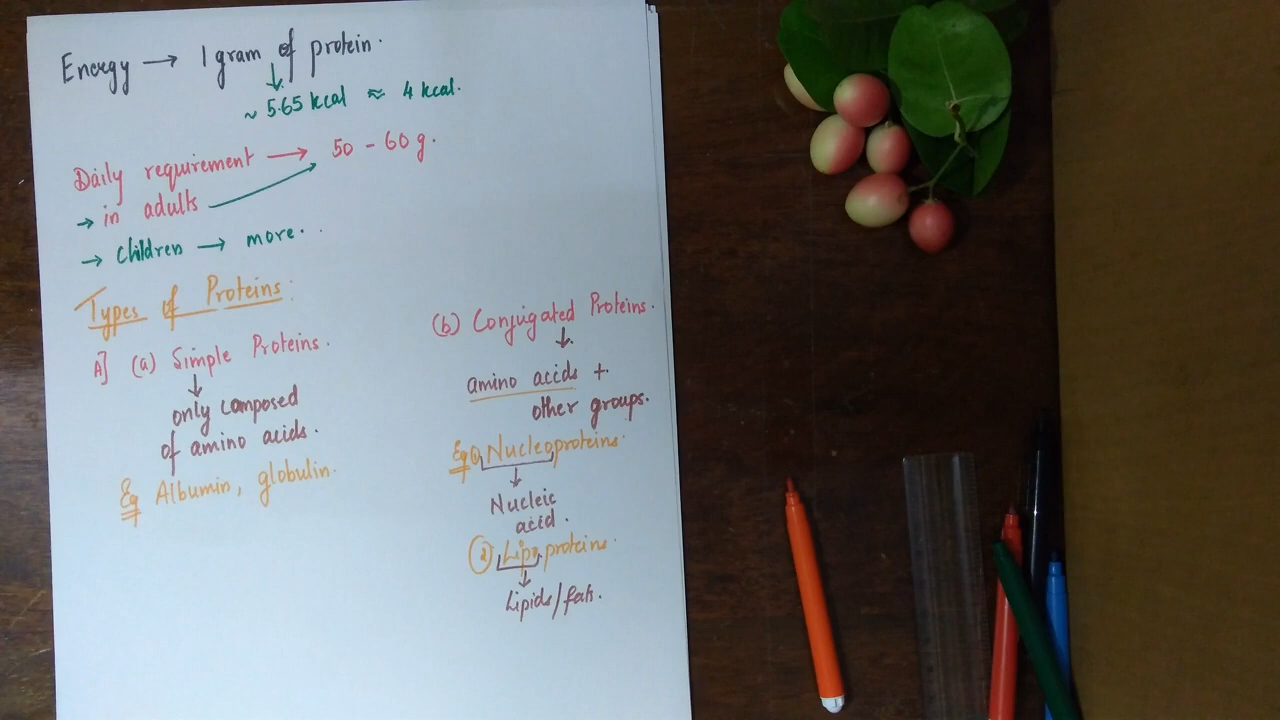 Energy → 1 gram of protein.
↓
~ 5.65 kcal ≈ 4 kcal.
Daily requirement → 50 - 60 g.
→ in adults
→ Children → more.
Types of Proteins:
A] (a) Simple Proteins.
↓
only composed
of amino acids.
Eg Albumin, globulin.
(b) Conjugated Proteins.
↓
amino acids +
other groups.
Eg ① Nucleoproteins.
↓
Nucleic
acid.
② Lipoproteins.
↓
Lipids/fats.